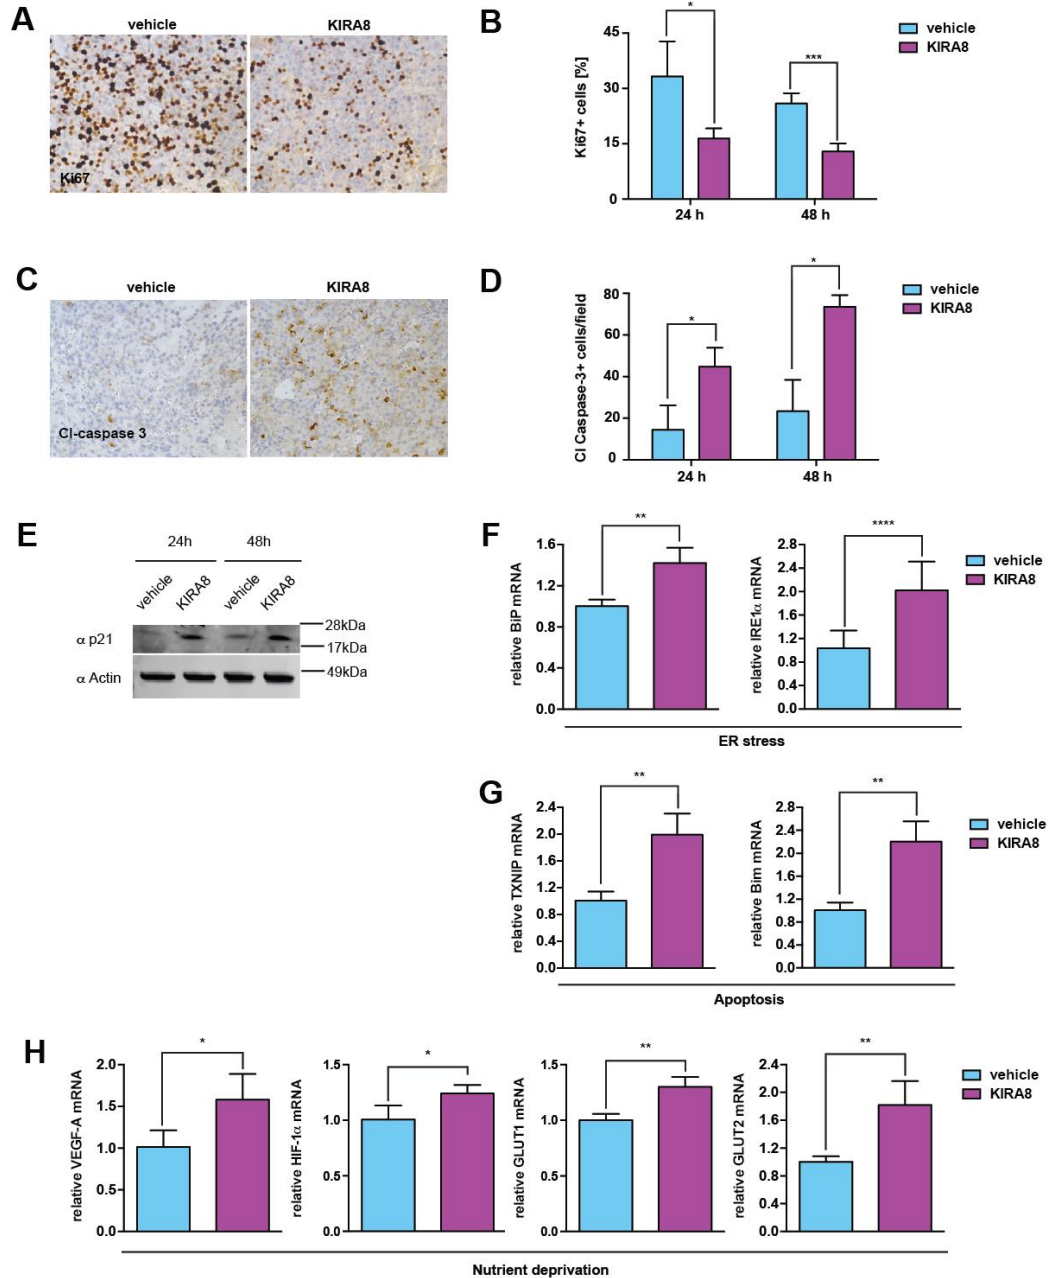 A
vehicle
KIRA8
Ki67
B
Ki67+ cells [%]
45
30
15
0
*
***
24 h
48 h
vehicle
KIRA8
C
vehicle
KIRA8
Cl-caspase 3
D
Cl Caspase-3+ cells/field
80
60
40
20
0
*
*
24 h
48 h
vehicle
KIRA8
E
24h
48h
vehicle
KIRA8
vehicle
KIRA8
α p21
28kDa
17kDa
α Actin
49kDa
F
relative BiP mRNA
1.6
1.2
0.8
0.4
0.0
**
relative IRE1α mRNA
2.8
2.4
2.0
1.6
1.2
0.8
0.4
0.0
****
vehicle
KIRA8
ER stress
G
relative TXNIP mRNA
2.4
2.0
1.6
1.2
0.8
0.4
0.0
**
relative Bim mRNA
2.8
2.4
2.0
1.6
1.2
0.8
0.4
0.0
**
vehicle
KIRA8
Apoptosis
H
relative VEGF-A mRNA
2.0
1.5
1.0
0.5
0.0
*
relative HIF-1α mRNA
1.5
1.0
0.5
0.0
*
relative GLUT1 mRNA
1.5
1.0
0.5
0.0
**
relative GLUT2 mRNA
2.4
2.0
1.6
1.2
0.8
0.4
0.0
**
vehicle
KIRA8
Nutrient deprivation